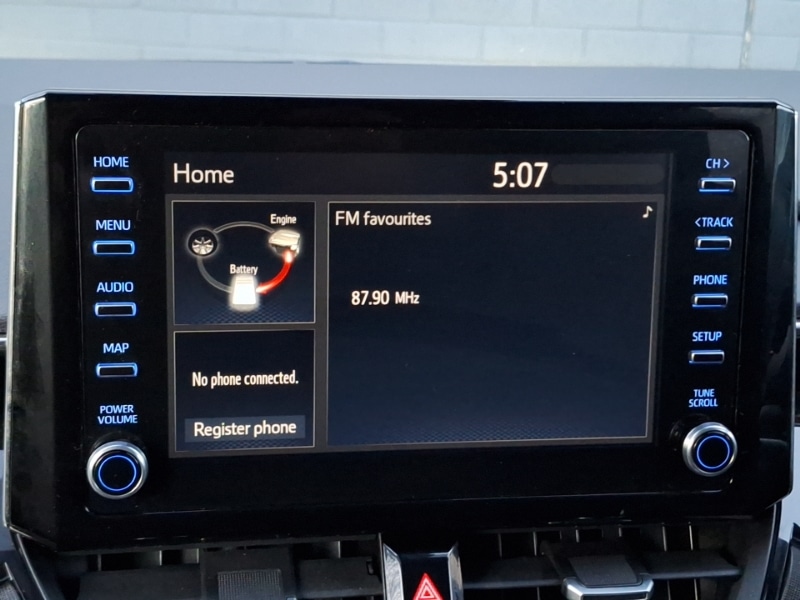 HOME
MENU
AUDIO
MAP
POWER
VOLUME
Home
5:07
Engine
Battery
No phone connected.
Register phone
FM favourites
87.90 MHz
CH >
<TRACK
PHONE
SETUP
TUNE
SCROLL